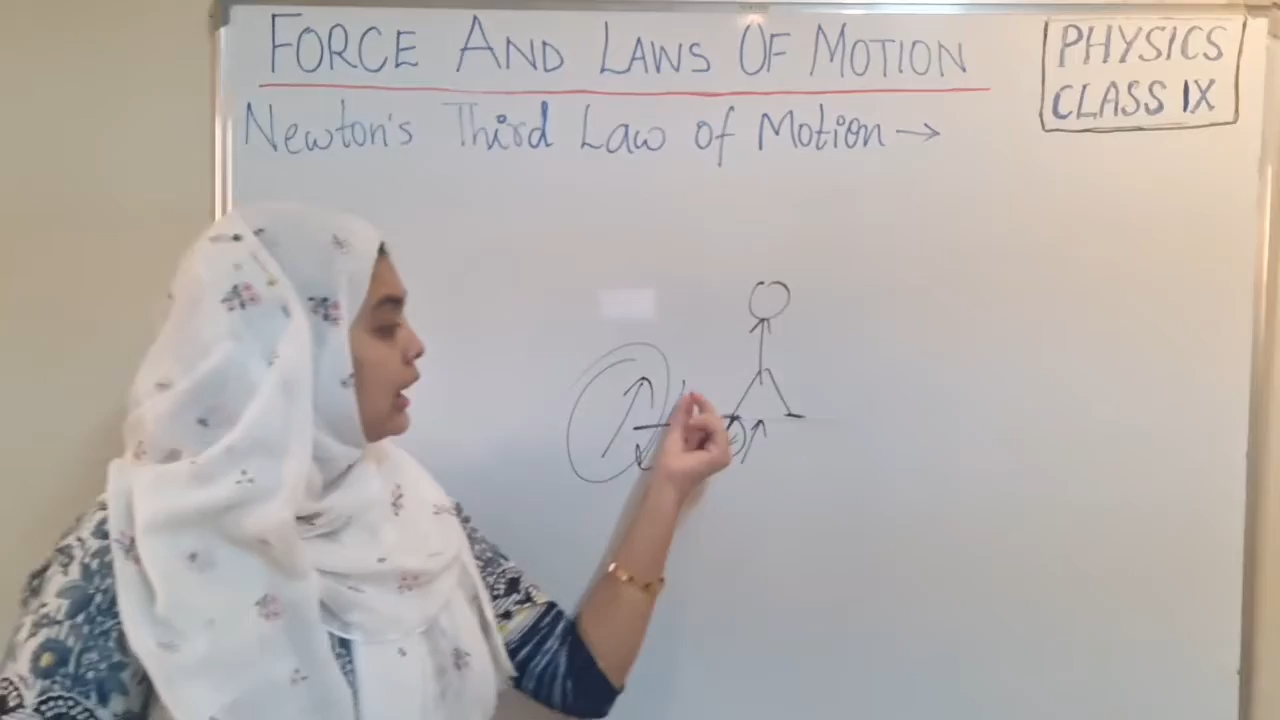 FORCE AND LAWS OF MOTION
PHYSICS
CLASS IX
Newton's Third Law of Motion →